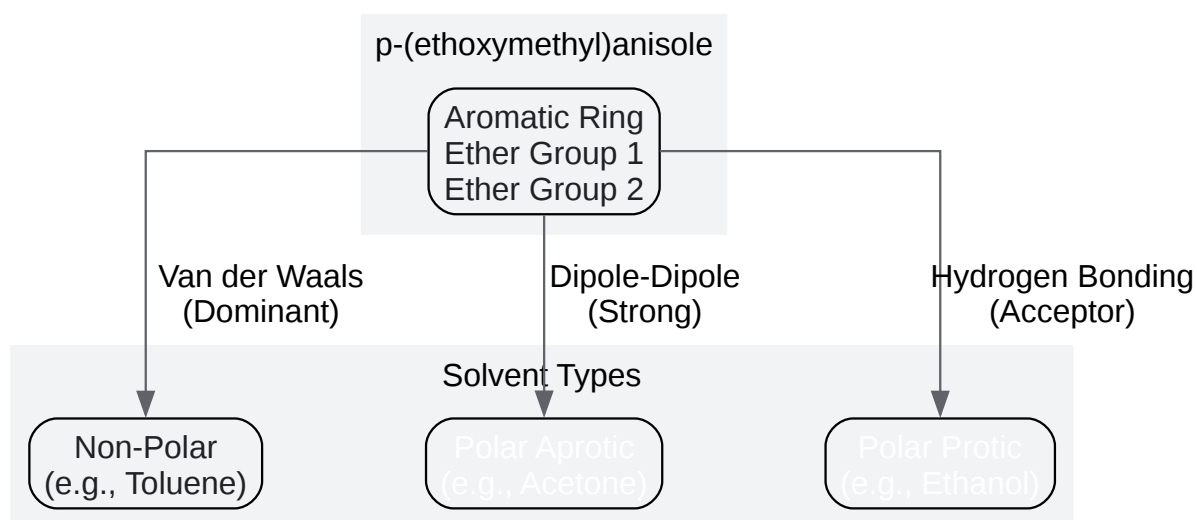 p-(ethoxymethyl)anisole
Aromatic Ring
Ether Group 1
Ether Group 2
Van der Waals
(Dominant)
Dipole-Dipole
(Strong)
Hydrogen Bonding
(Acceptor)
Solvent Types
Non-Polar
(e.g., Toluene)
Polar Aprotic
(e.g., Acetone)
Polar Protic
(e.g., Ethanol)